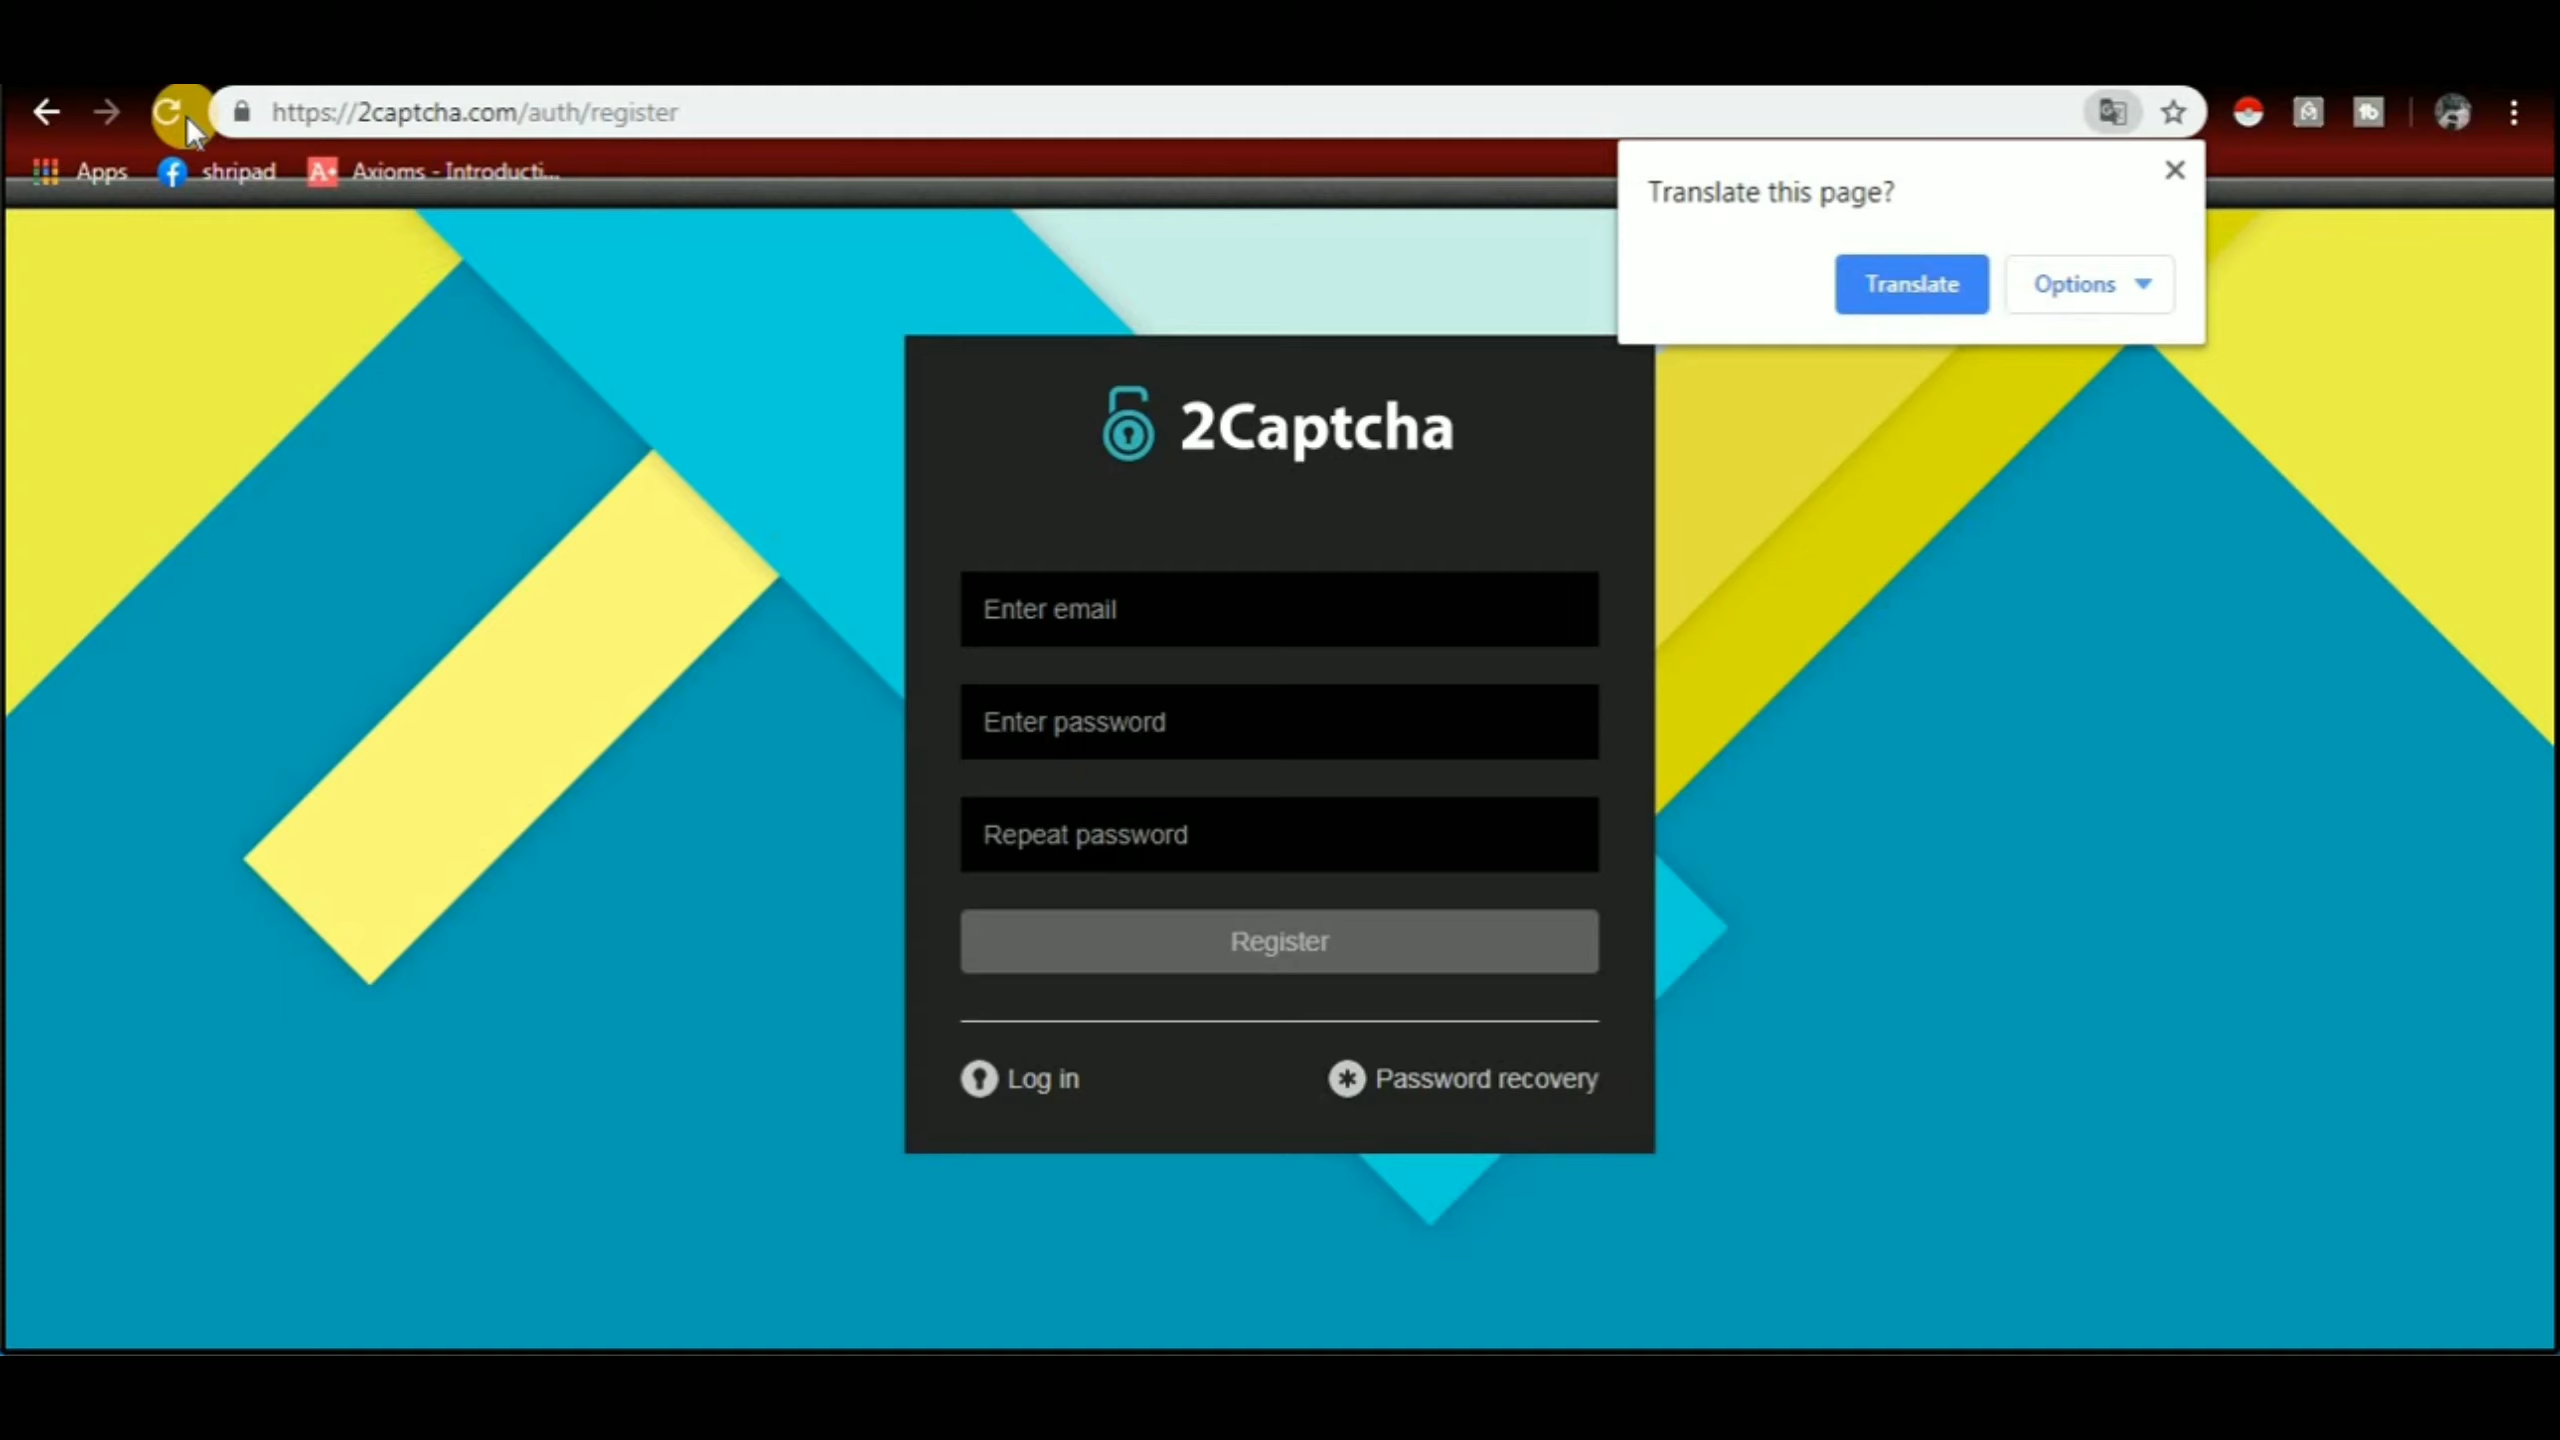 https://2captcha.com/auth/register
Apps shripad A+ Axioms - Introducti...
Translate this page?
Translate Options
2Captcha
Enter email
Enter password
Repeat password
Register
Log in Password recovery